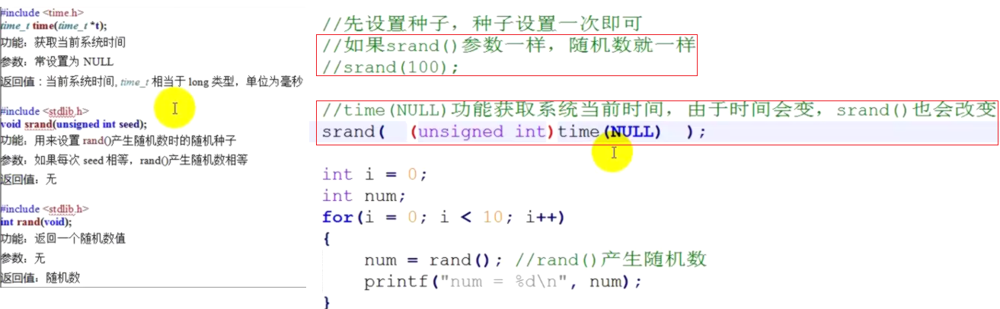 #include <time.h>
time_t time(time_t *t);
功能：获取当前系统时间
参数：常设置为 NULL
返回值：当前系统时间, time_t 相当于 long 类型，单位为毫秒
#include <stdlib.h>
void srand(unsigned int seed);
功能：用来设置 rand()产生随机数时的随机种子
参数：如果每次 seed 相等，rand()产生随机数相等
返回值：无
#include <stdlib.h>
int rand(void);
功能：返回一个随机数值
参数：无
返回值：随机数
//先设置种子，种子设置一次即可
//如果srand()参数一样，随机数就一样
//srand(100);
//time(NULL)功能获取系统当前时间，由于时间会变，srand()也会改变
srand( (unsigned int)time(NULL) );
int i = 0;
int num;
for(i = 0; i < 10; i++)
{
num = rand(); //rand()产生随机数
printf("num = %d\n", num);
}